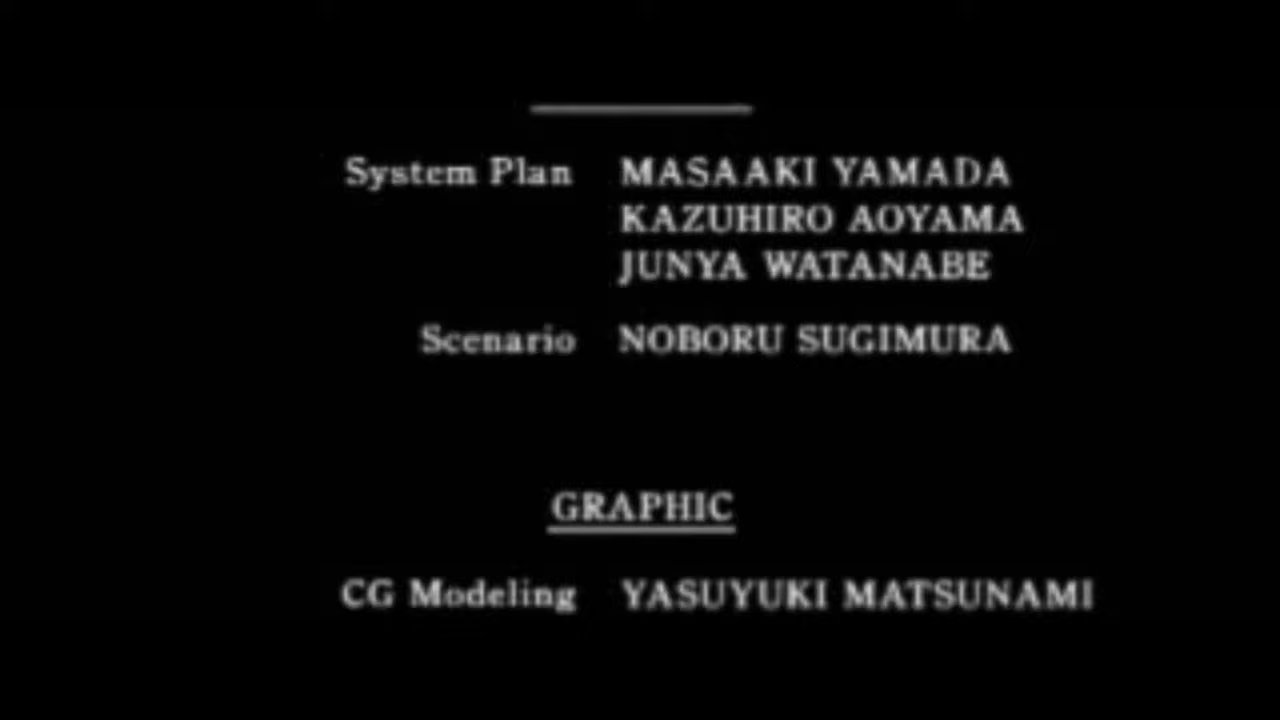 System Plan MASAAKI YAMADA
KAZUHIRO AOYAMA
JUNYA WATANABE
Scenario NOBORU SUGIMURA
GRAPHIC
CG Modeling YASUYUKI MATSUNAMI